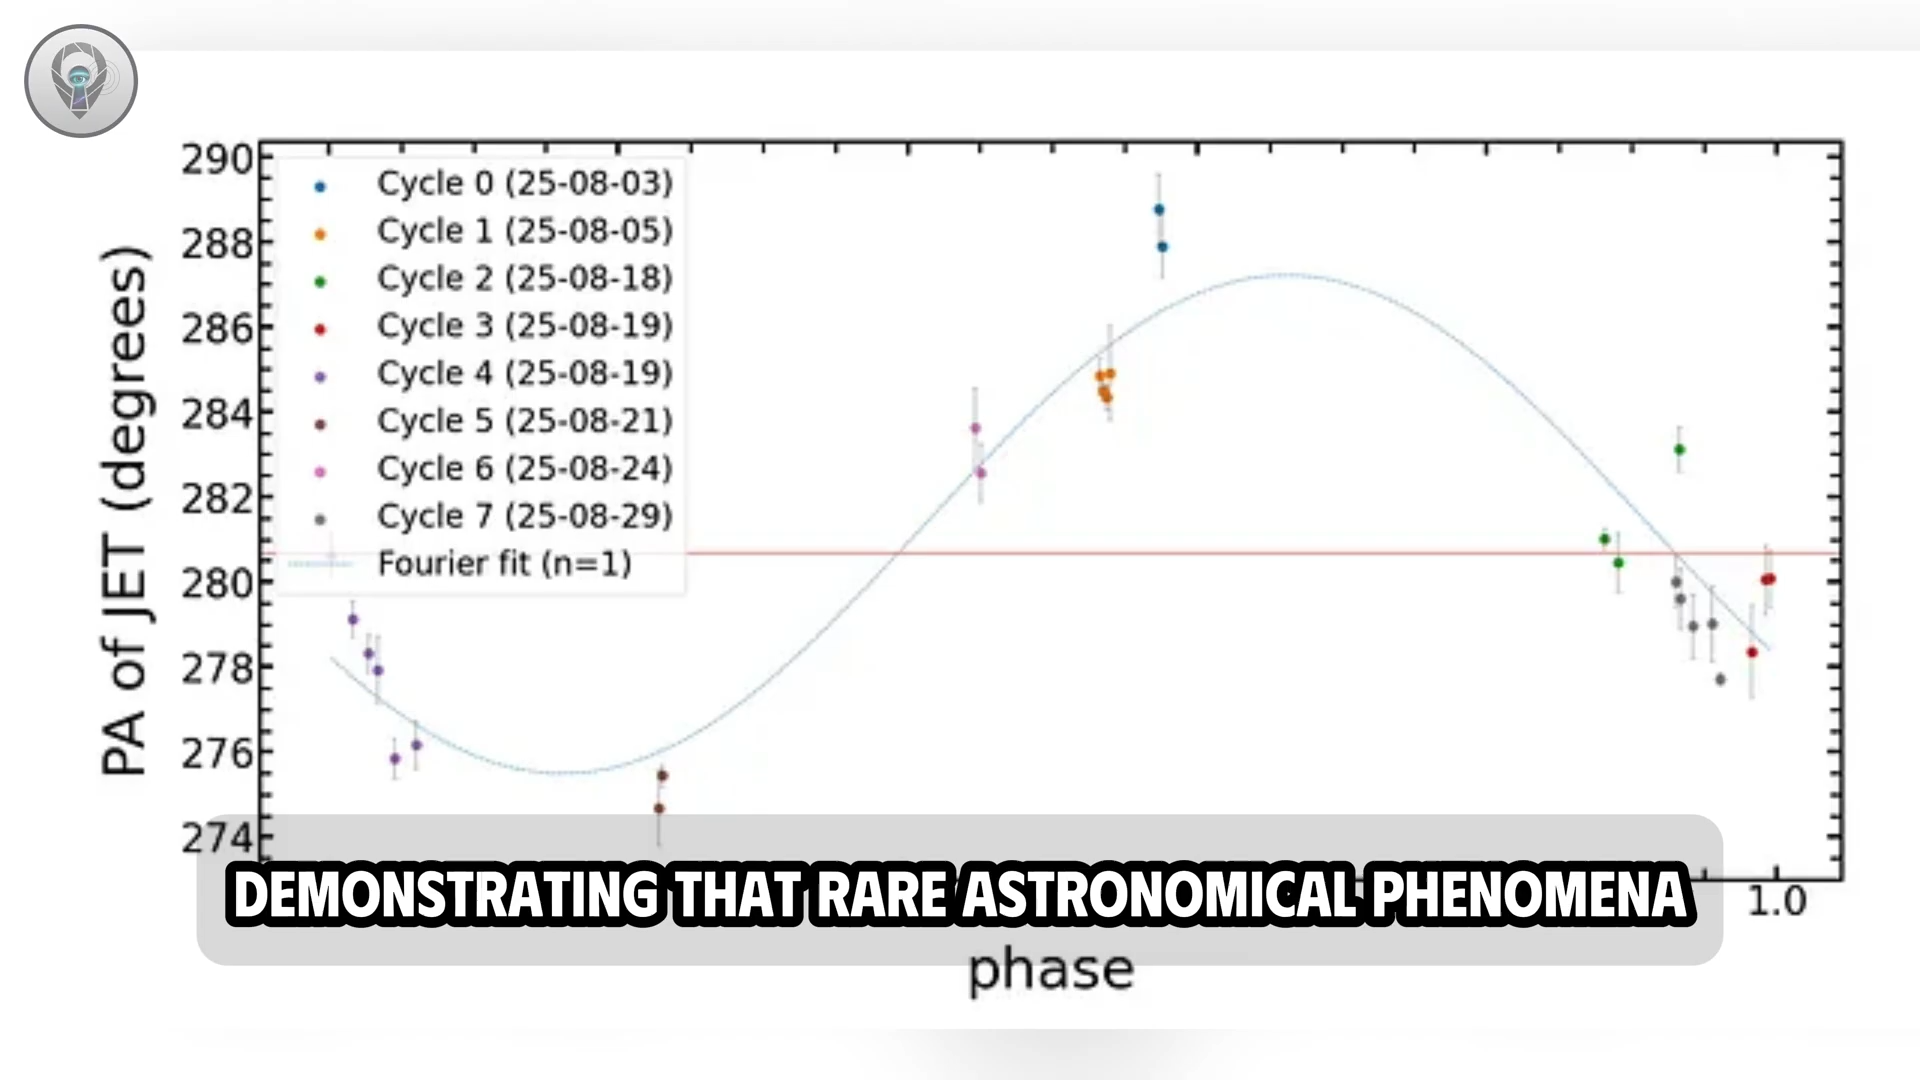 290
288
286
284
282
280
278
276
274
PA of JET (degrees)
Cycle 0 (25-08-03)
Cycle 1 (25-08-05)
Cycle 2 (25-08-18)
Cycle 3 (25-08-19)
Cycle 4 (25-08-19)
Cycle 5 (25-08-21)
Cycle 6 (25-08-24)
Cycle 7 (25-08-29)
Fourier fit (n=1)
DEMONSTRATING THAT RARE ASTRONOMICAL PHENOMENA
1.0
phase